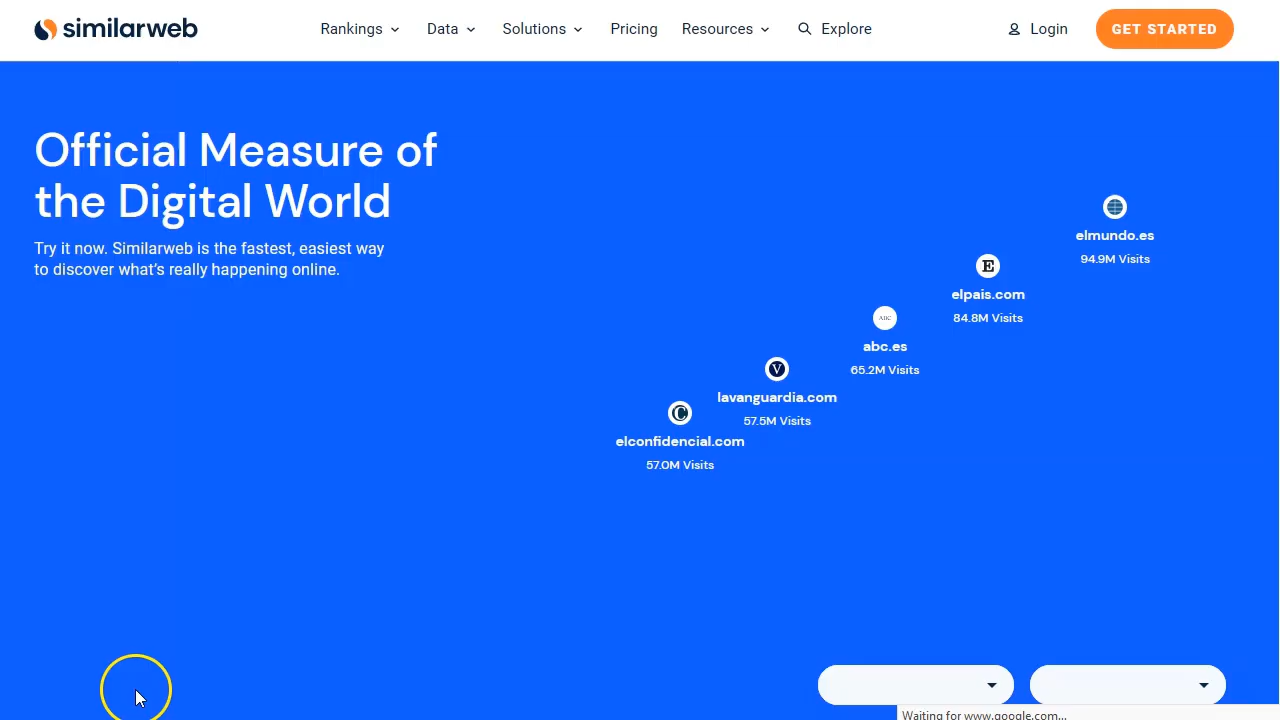 similarweb
Rankings Data Solutions Pricing Resources Explore Login GET STARTED
Official Measure of
the Digital World
Try it now. Similarweb is the fastest, easiest way
to discover what's really happening online.
elmundo.es
94.9M Visits
E
elpais.com
84.8M Visits
ABC
abc.es
65.2M Visits
V
lavanguardia.com
57.5M Visits
C
elconfidencial.com
57.0M Visits
Waiting for www.google.com...